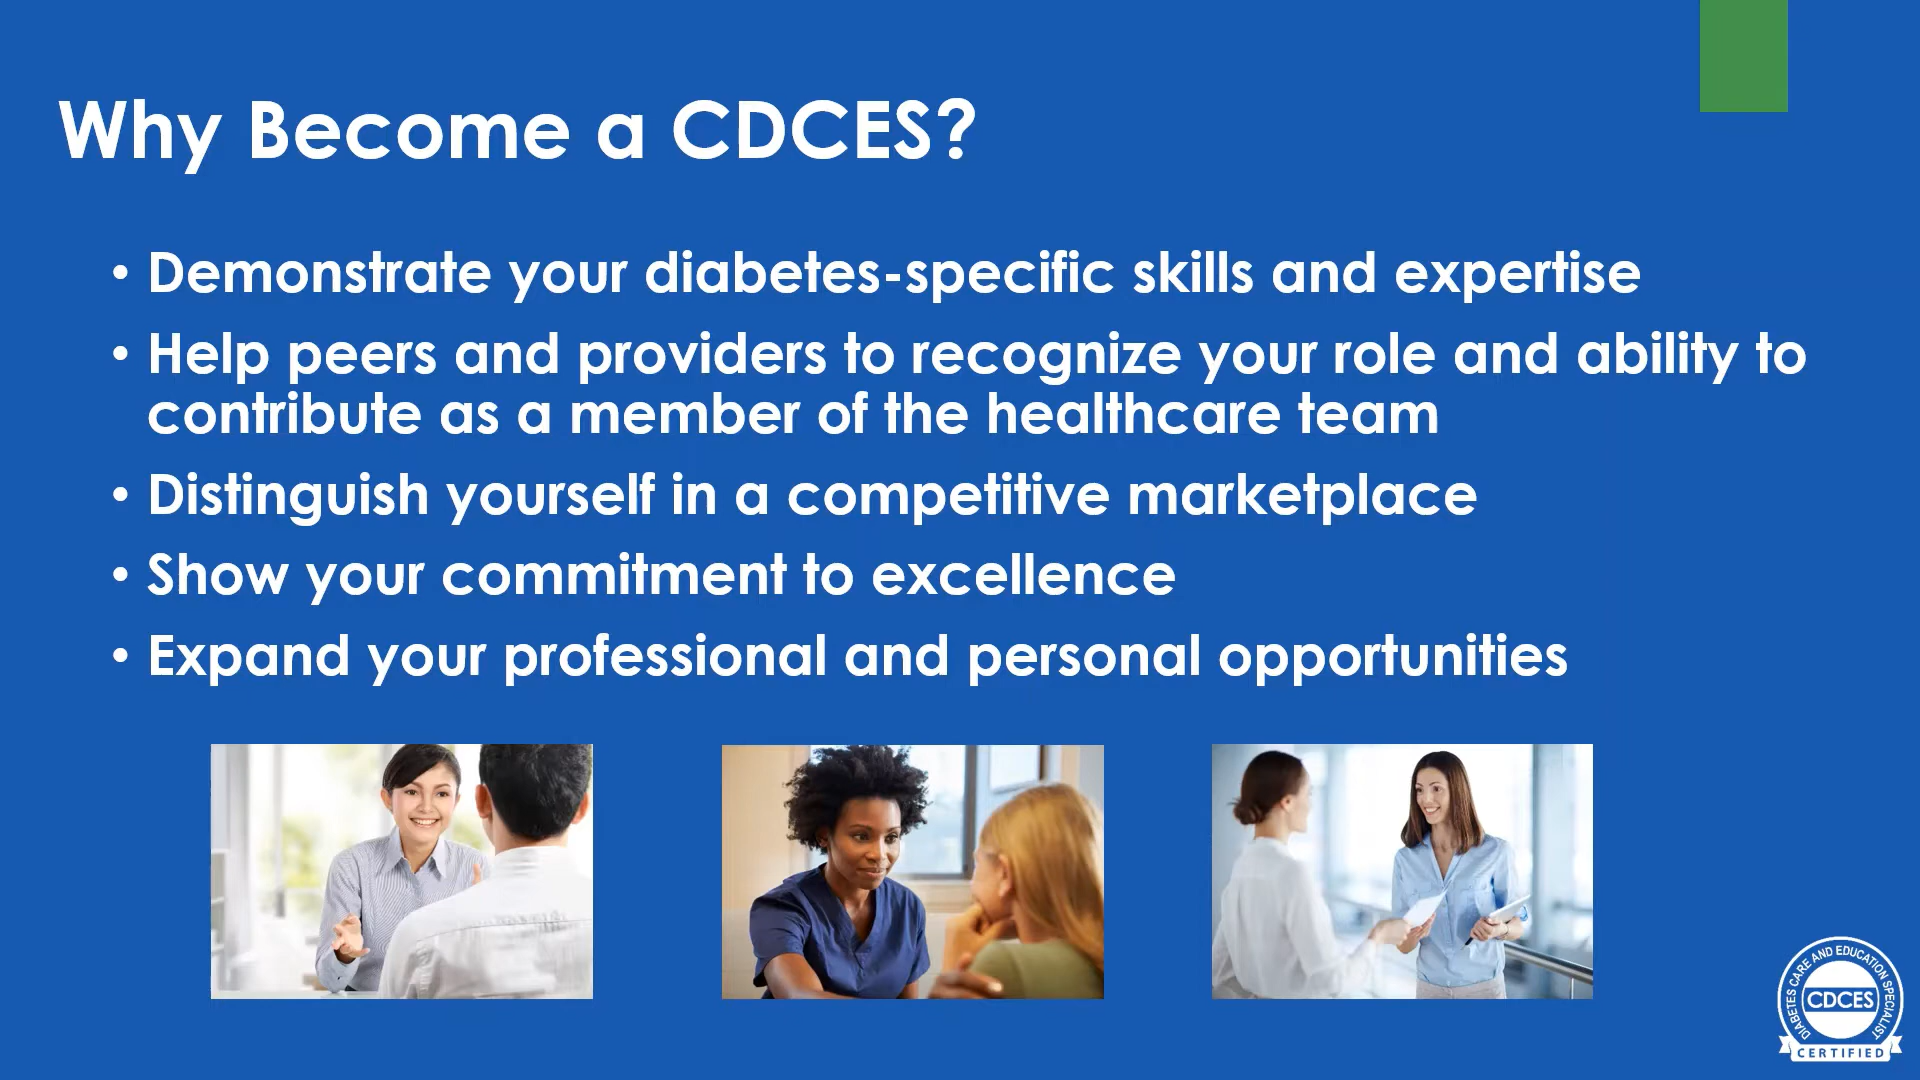 Why Become a CDCES?
• Demonstrate your diabetes-specific skills and expertise
• Help peers and providers to recognize your role and ability to
contribute as a member of the healthcare team
• Distinguish yourself in a competitive marketplace
• Show your commitment to excellence
• Expand your professional and personal opportunities
DIABETES CARE AND EDUCATION SPECIALIST
CDCES
CERTIFIED